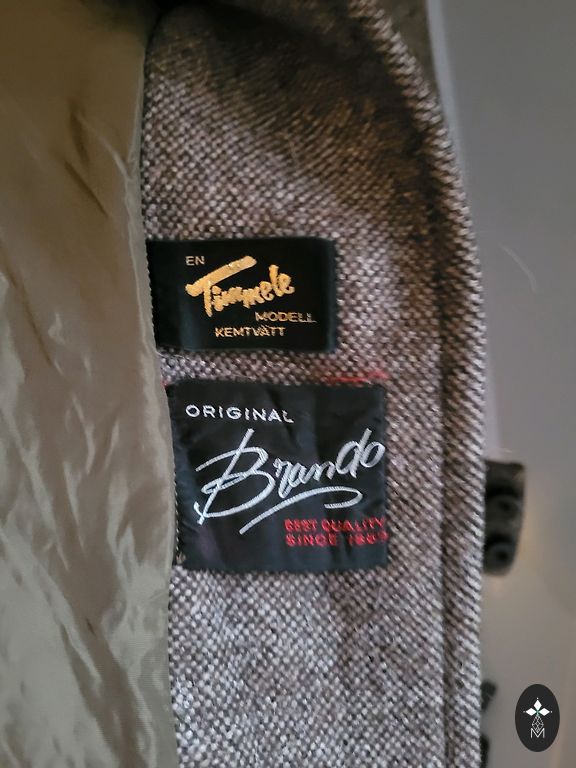 EN
Timmele
MODELL
KEMTVÄTT
ORIGINAL
Brando
BEST QUALITY
SINCE